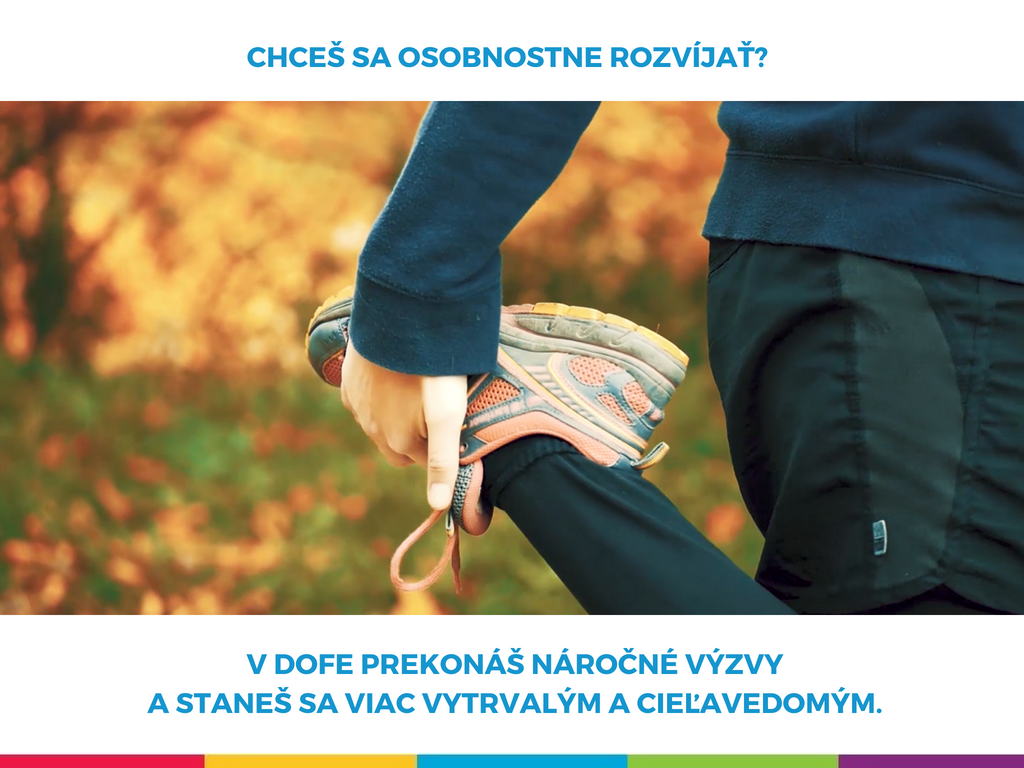 CHCEŠ SA OSOBNOSTNE ROZVÍJAŤ?
V DOFE PREKONÁŠ NÁROČNÉ VÝZVY
A STANEŠ SA VIAC VYTRVALÝM A CIEĽAVEDOMÝM.